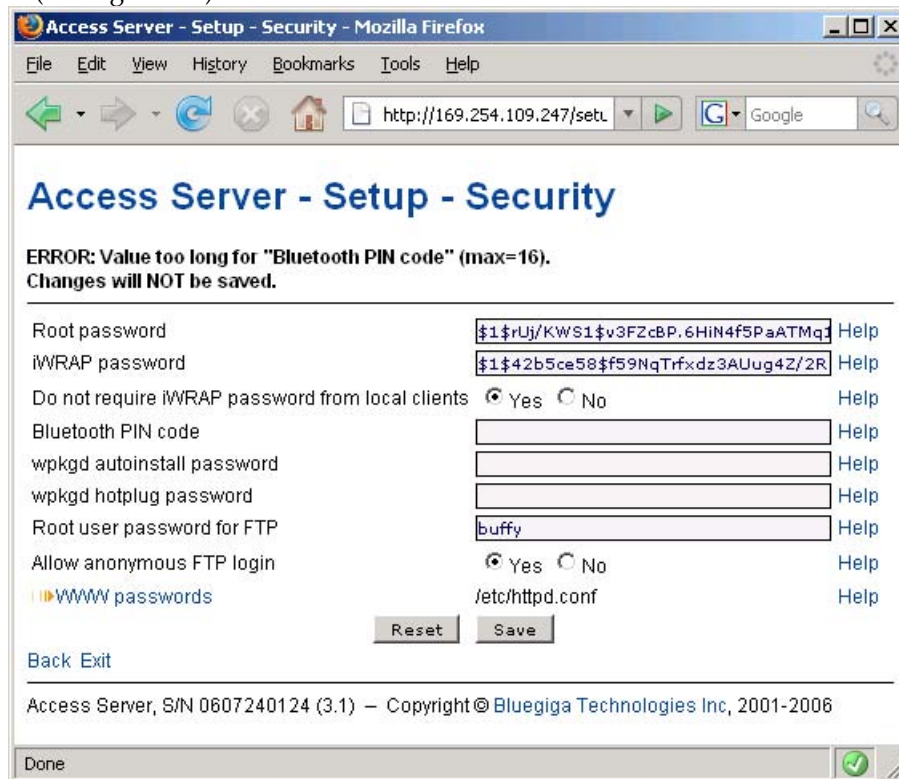 Access Server - Setup - Security - Mozilla Firefox
File Edit View History Bookmarks Tools Help
http://169.254.109.247/setu G Google
Access Server - Setup - Security
ERROR: Value too long for "Bluetooth PIN code" (max=16).
Changes will NOT be saved.
Root password $1$rUj/KWS1$v3FZcBP.6HiN4f5PaATMq1 Help
iWRAP password $1$42b5ce58$f59NqTrfxdz3AUug4Z/2R Help
Do not require iWRAP password from local clients Yes No Help
Bluetooth PIN code Help
wpkgd autoinstall password Help
wpkgd hotplug password Help
Root user password for FTP buffy Help
Allow anonymous FTP login Yes No Help
WWW passwords /etc/httpd.conf Help
Reset Save
Back Exit
Access Server, S/N 0607240124 (3.1) – Copyright © Bluegiga Technologies Inc, 2001-2006
Done